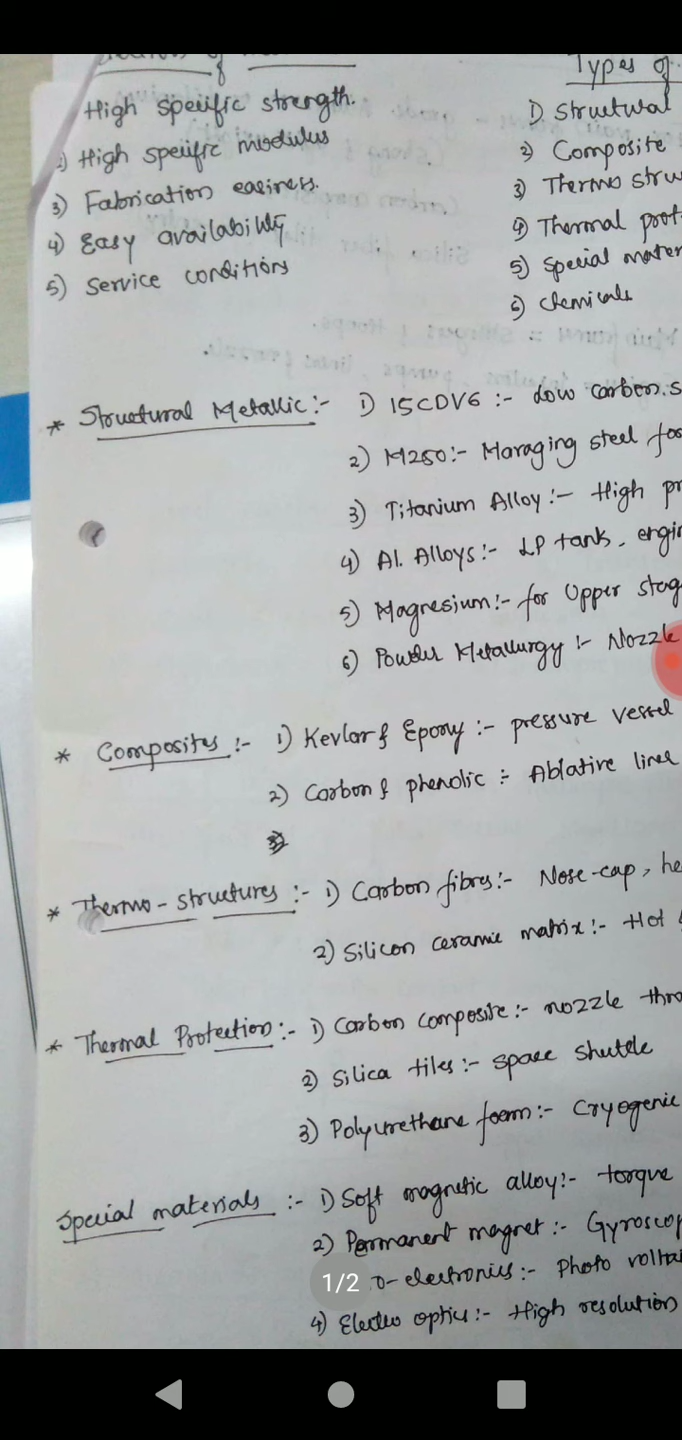 Types of
High specific strength.
1) Structural
2) High specific modulus
2) Composite
3) Fabrication easiness.
3) Thermo struc
4) Easy availability
4) Thermal prot
5) Service conditions
5) Special mater
6) Chemicals
* Structural Metallic :- 1) 15CDV6 :- Low carbon.s
2) M250:- Maraging steel for
3) Titanium Alloy :- High pr
4) Al. Alloys:- LP tank, engin
5) Magnesium:- for Upper stag
6) Powder Metallurgy :- Nozzle
* Composites :- 1) Kevlar & Epoxy :- pressure vessel
2) Carbon & phenolic :- Ablative liner
3)
* Thermo-structures :- 1) Carbon fibres:- Nose-cap, he
2) Silicon ceramic matrix:- Hot
* Thermal Protection:- 1) Carbon composite:- nozzle thro
2) Silica tiles:- space shuttle
3) Polyurethane foam:- Cryogenic
Special materials :- 1) Soft magnetic alloy:- torque
2) Permanent magnet:- Gyroscop
o-electronics:- Photo voltai
1/2
4) Electro optics:- High resolution